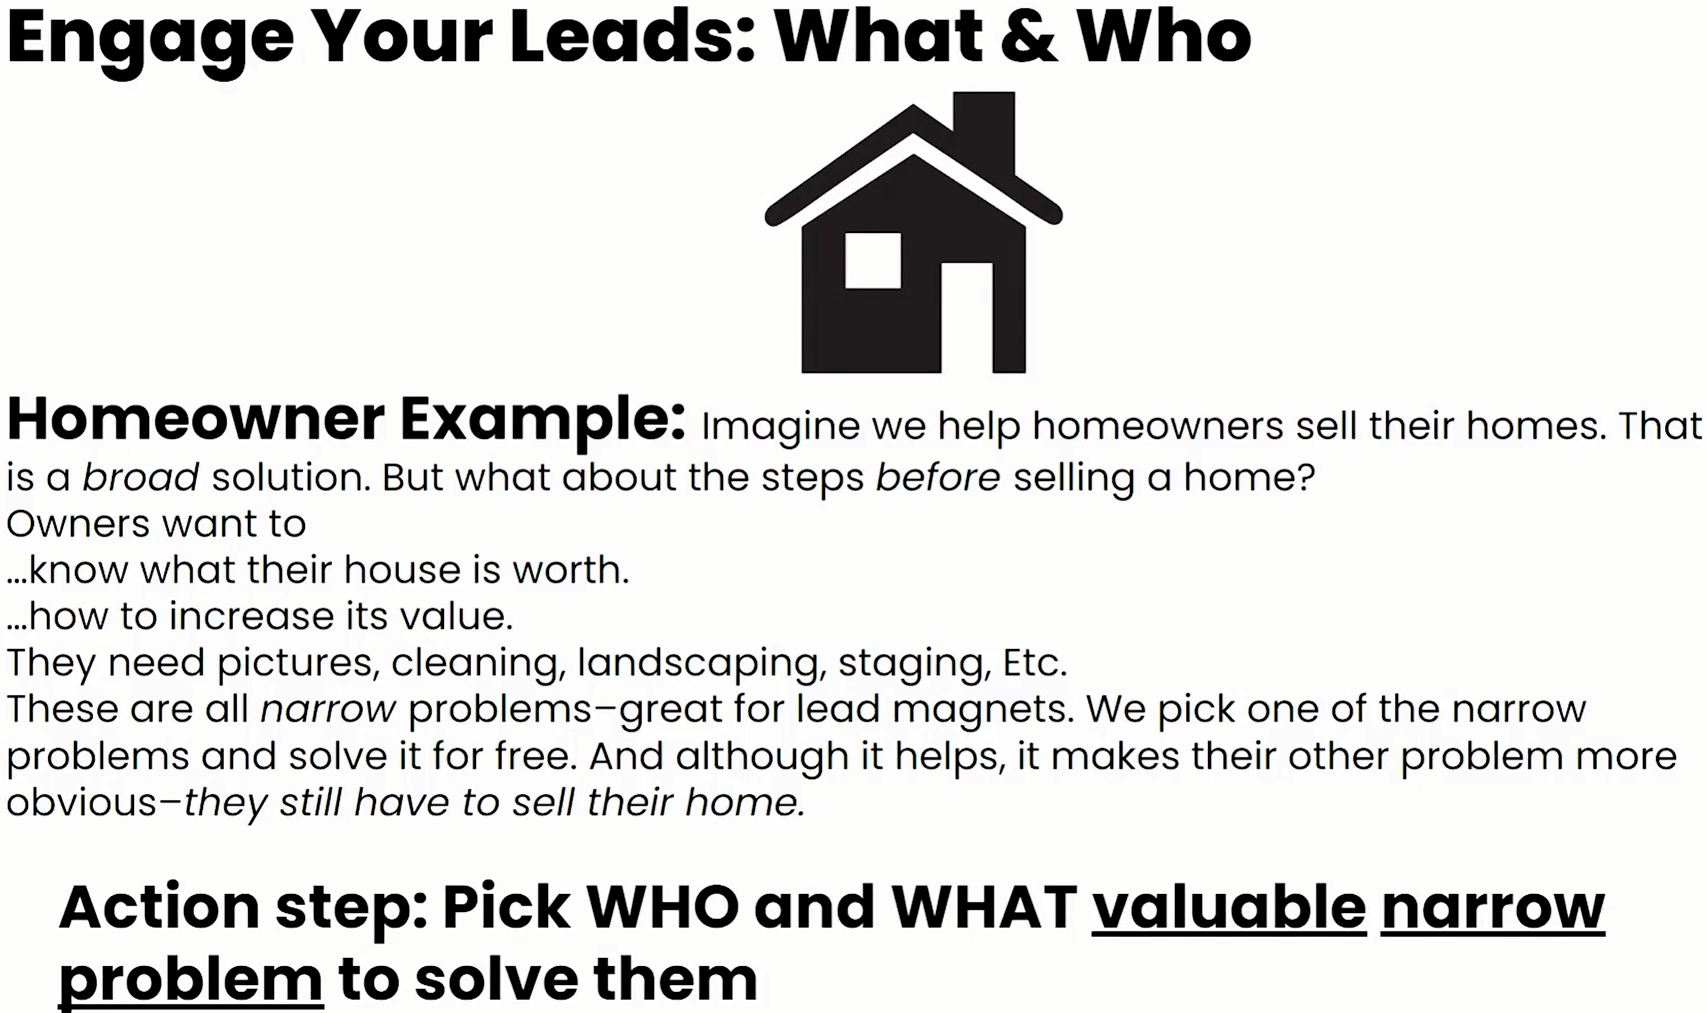 Engage Your Leads: What & Who
Homeowner Example: Imagine we help homeowners sell their homes. That
is a broad solution. But what about the steps before selling a home?
Owners want to
...know what their house is worth.
...how to increase its value.
They need pictures, cleaning, landscaping, staging, Etc.
These are all narrow problems–great for lead magnets. We pick one of the narrow
problems and solve it for free. And although it helps, it makes their other problem more
obvious–they still have to sell their home.
Action step: Pick WHO and WHAT valuable narrow
problem to solve them